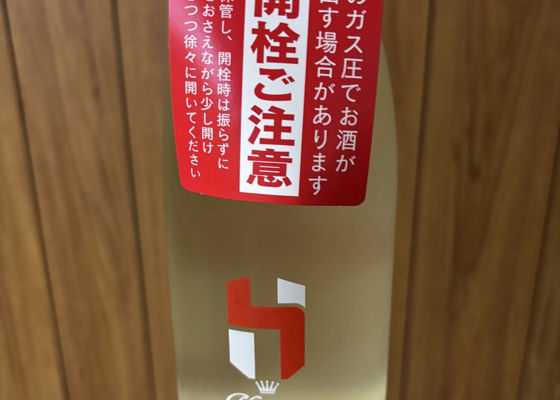 のガス圧でお酒が
出す場合があります
開栓ご注意
保管し、開栓時は振らずに
をおさえながら少し開け
つつ徐々に開いてください